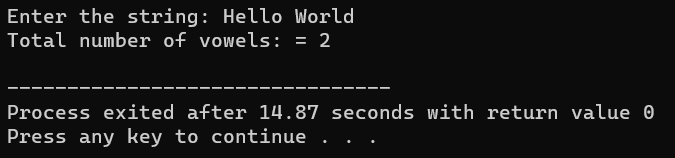 Enter the string: Hello World
Total number of vowels: = 2
--------------------------------
Process exited after 14.87 seconds with return value 0
Press any key to continue . . .